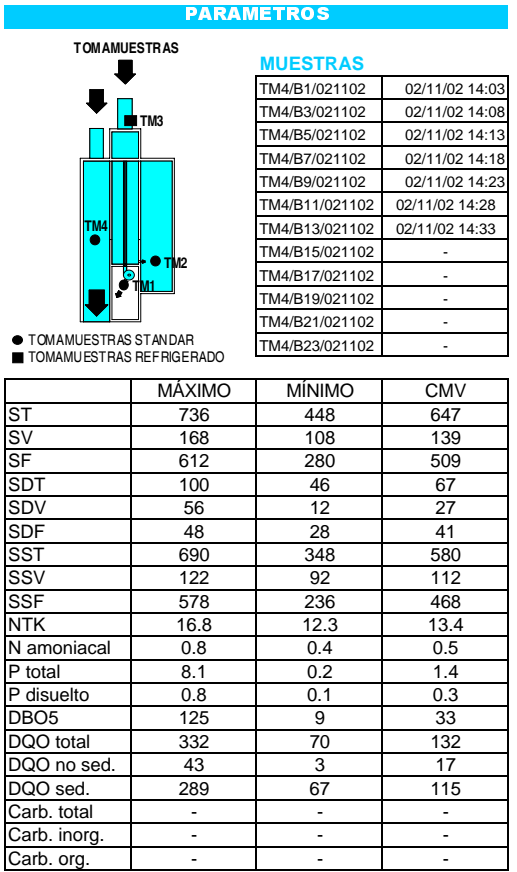 PARAMETROS
TOMAMUESTRAS
TM3
TM4
TM2
TM1
TOMAMUESTRAS STANDAR
TOMAMUESTRAS REFRIGERADO
MUESTRAS
TM4/B1/021102 02/11/02 14:03
TM4/B3/021102 02/11/02 14:08
TM4/B5/021102 02/11/02 14:13
TM4/B7/021102 02/11/02 14:18
TM4/B9/021102 02/11/02 14:23
TM4/B11/021102 02/11/02 14:28
TM4/B13/021102 02/11/02 14:33
TM4/B15/021102 -
TM4/B17/021102 -
TM4/B19/021102 -
TM4/B21/021102 -
TM4/B23/021102 -
MÁXIMO MÍNIMO CMV
ST 736 448 647
SV 168 108 139
SF 612 280 509
SDT 100 46 67
SDV 56 12 27
SDF 48 28 41
SST 690 348 580
SSV 122 92 112
SSF 578 236 468
NTK 16.8 12.3 13.4
N amoniacal 0.8 0.4 0.5
P total 8.1 0.2 1.4
P disuelto 0.8 0.1 0.3
DBO5 125 9 33
DQO total 332 70 132
DQO no sed. 43 3 17
DQO sed. 289 67 115
Carb. total - - -
Carb. inorg. - - -
Carb. org. - - -